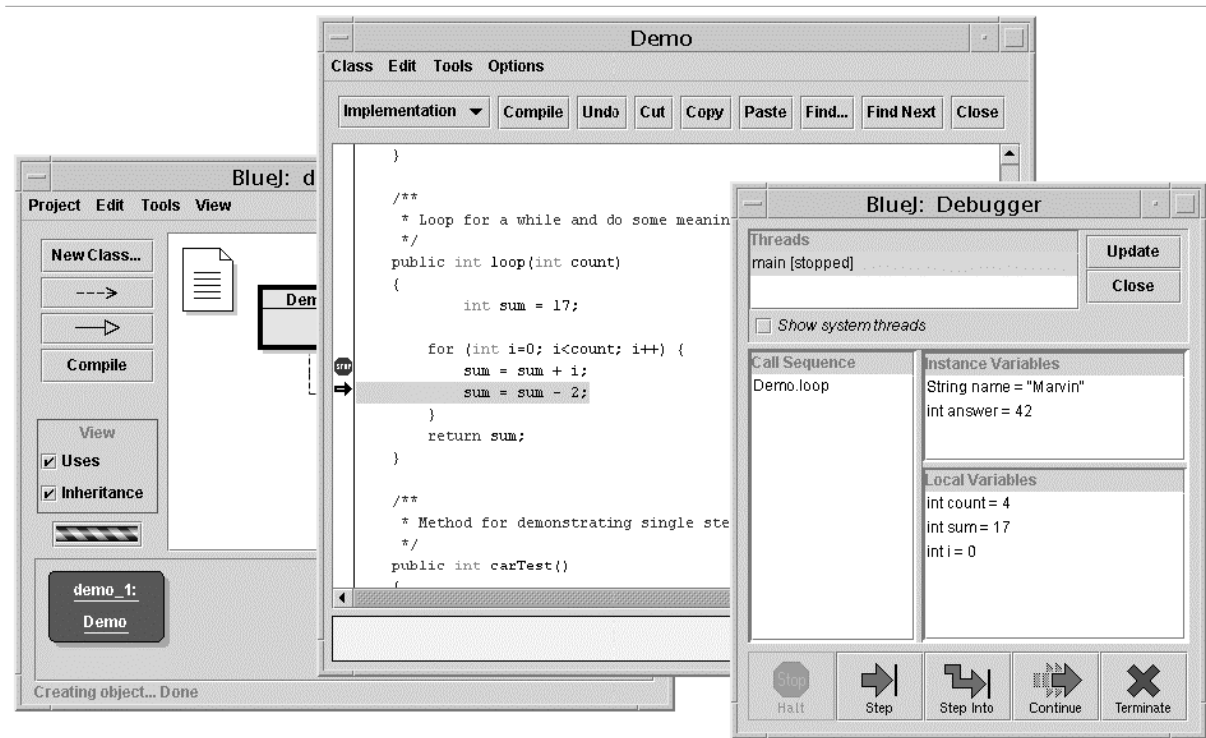 BlueJ: d
Project Edit Tools View
New Class...
Compile
View
Uses
Inheritance
demo_1:
Demo
Creating object... Done
Demo
Class Edit Tools Options
Implementation Compile Undo Cut Copy Paste Find... Find Next Close
}
/**
* Loop for a while and do some meanin
*/
public int loop(int count)
{
int sum = 17;
for (int i=0; i<count; i++) {
STOP
sum = sum + i;
sum = sum - 2;
}
return sum;
}
/**
* Method for demonstrating single ste
*/
public int carTest()
{
BlueJ: Debugger
Threads
main [stopped]
Update
Close
Show system threads
Call Sequence
Demo.loop
Instance Variables
String name = "Marvin"
int answer = 42
Local Variables
int count = 4
int sum = 17
int i = 0
Stop
Halt
Step
Step Into
Continue
Terminate